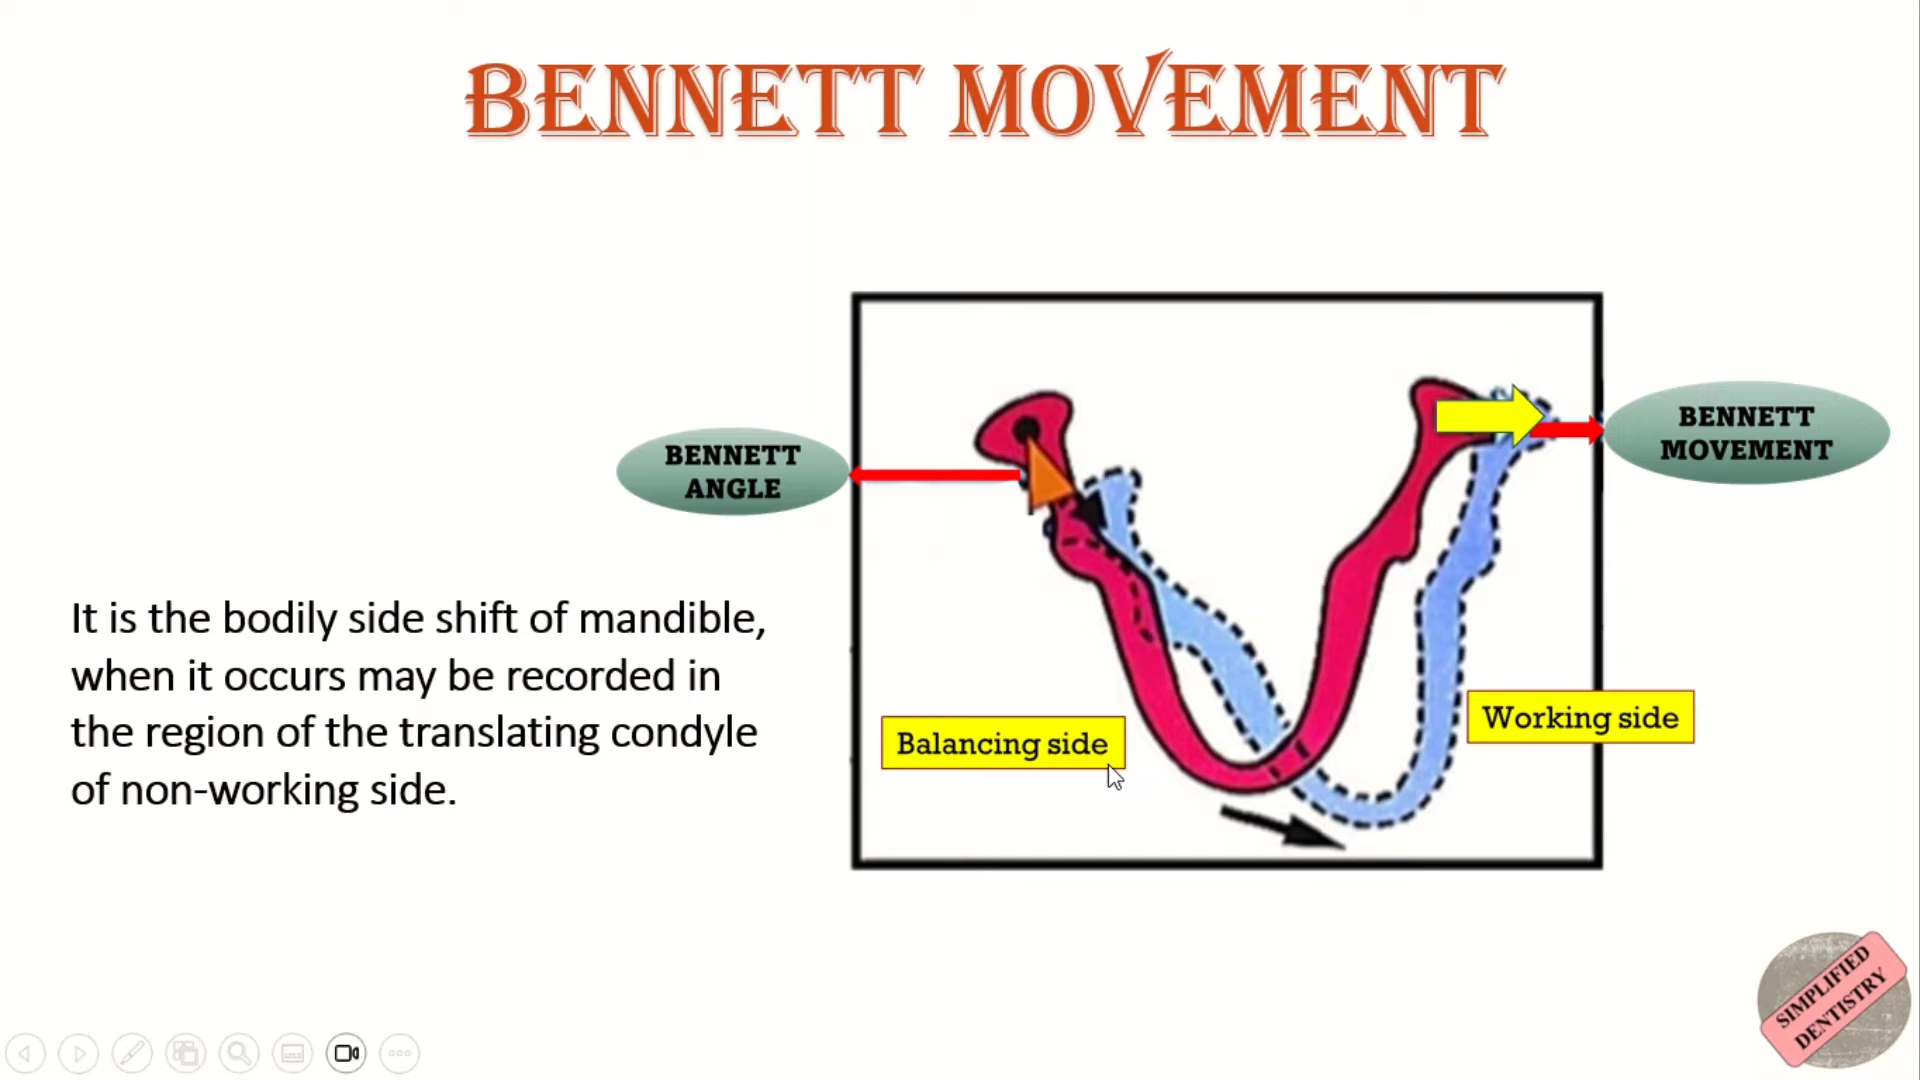 BENNETT MOVEMENT
BENNETT
ANGLE
BENNETT
MOVEMENT
It is the bodily side shift of mandible,
when it occurs may be recorded in
the region of the translating condyle
of non-working side.
Balancing side
Working side
SIMPLIFIED
DENTISTRY